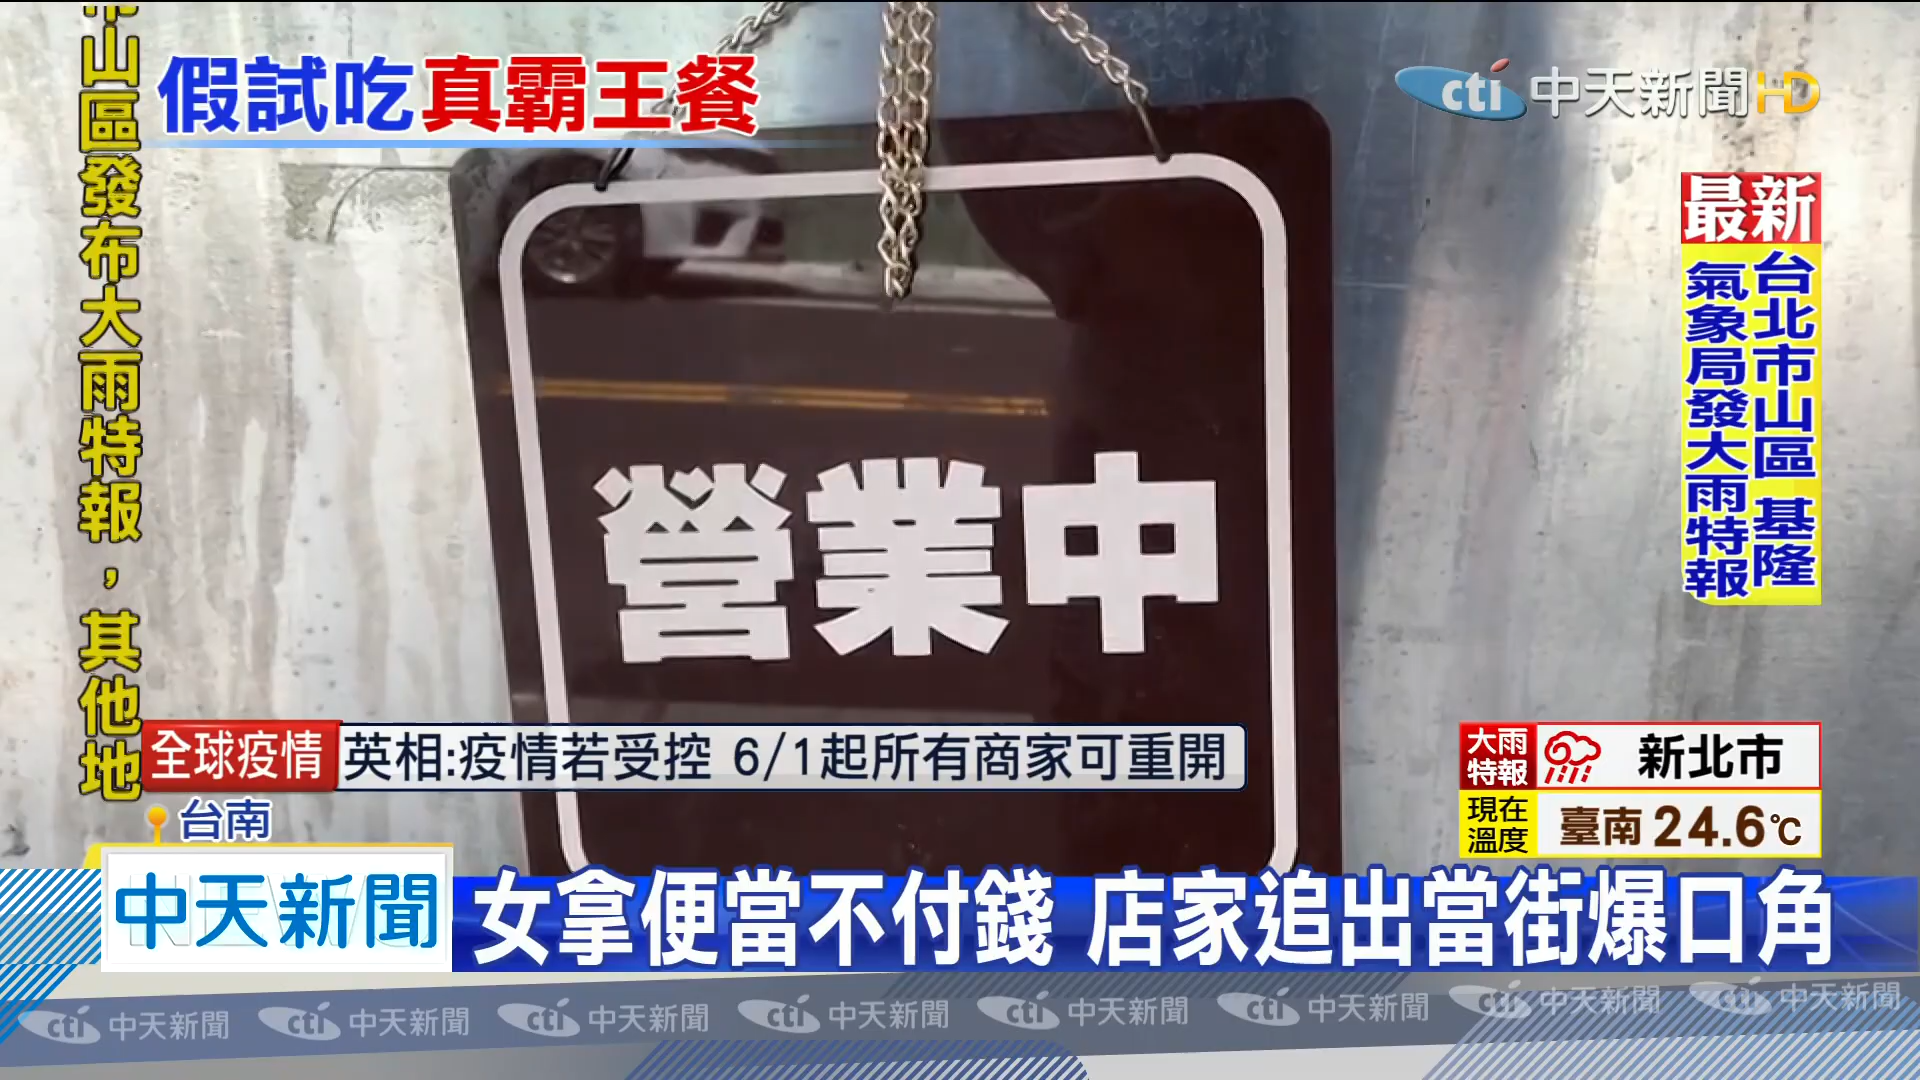 市山區發布大雨特報，其他地
假試吃真霸王餐
cti 中天新聞HD
最新
台北市山區 基隆
氣象局發大雨特報
營業中
全球疫情 英相:疫情若受控 6/1起所有商家可重開
大雨特報 新北市
現在溫度 臺南 24.6℃
台南
中天新聞
女拿便當不付錢 店家追出當街爆口角
cti 中天新聞 cti 中天新聞 cti 中天新聞 cti 中天新聞 cti 中天新聞 cti 中天新聞 cti 中天新聞 cti 中天新聞